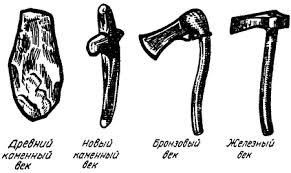 Древний
каменный
век
Новый
каменный
век
Бронзовый
век
Железный
век